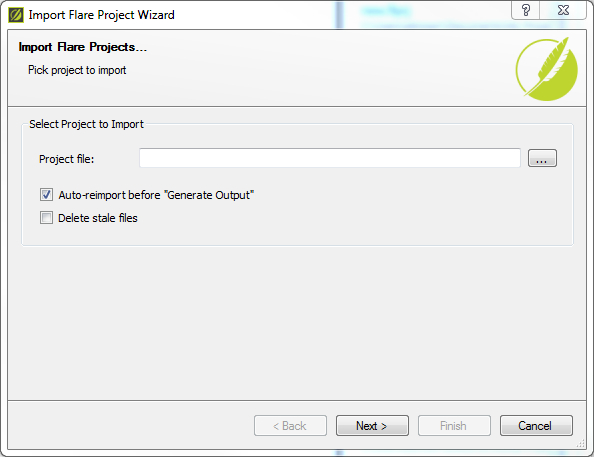 Import Flare Project Wizard
?
Import Flare Projects...
Pick project to import
Select Project to Import
Project file:
...
Auto-reimport before "Generate Output"
Delete stale files
< Back
Next >
Finish
Cancel